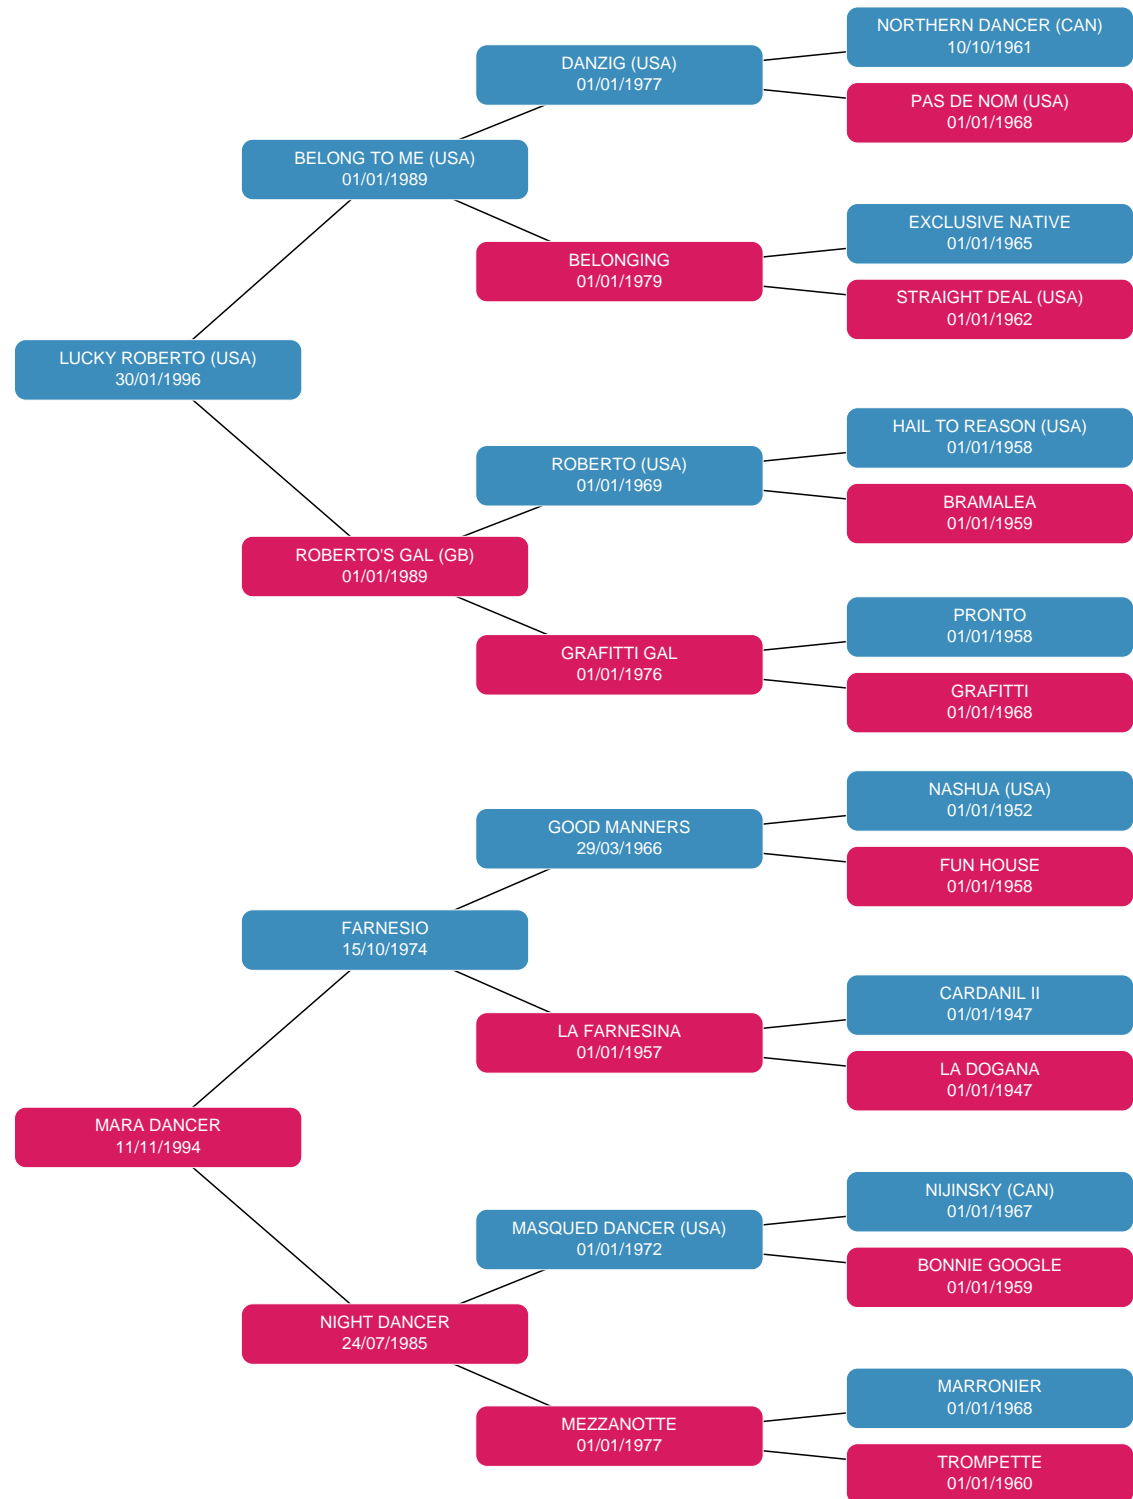 NORTHERN DANCER (CAN)
10/10/1961
DANZIG (USA)
01/01/1977
PAS DE NOM (USA)
01/01/1968
BELONG TO ME (USA)
01/01/1989
EXCLUSIVE NATIVE
01/01/1965
BELONGING
01/01/1979
STRAIGHT DEAL (USA)
01/01/1962
LUCKY ROBERTO (USA)
30/01/1996
HAIL TO REASON (USA)
01/01/1958
ROBERTO (USA)
01/01/1969
BRAMALEA
01/01/1959
ROBERTO'S GAL (GB)
01/01/1989
PRONTO
01/01/1958
GRAFITTI GAL
01/01/1976
GRAFITTI
01/01/1968
NASHUA (USA)
01/01/1952
GOOD MANNERS
29/03/1966
FUN HOUSE
01/01/1958
FARNESIO
15/10/1974
CARDANIL II
01/01/1947
LA FARNESINA
01/01/1957
LA DOGANA
01/01/1947
MARA DANCER
11/11/1994
NIJINSKY (CAN)
01/01/1967
MASQUED DANCER (USA)
01/01/1972
BONNIE GOOGLE
01/01/1959
NIGHT DANCER
24/07/1985
MARRONIER
01/01/1968
MEZZANOTTE
01/01/1977
TROMPETTE
01/01/1960